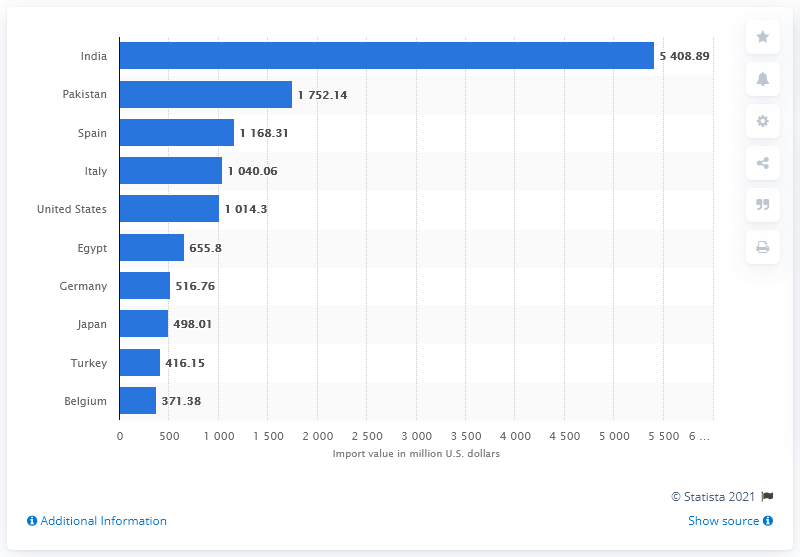 India 5 408.89
Pakistan 1 752.14
Spain 1 168.31
Italy 1 040.06
United States 1 014.3
Egypt 655.8
Germany 516.76
Japan 498.01
Turkey 416.15
Belgium 371.38
0 500 1 000 1 500 2 000 2 500 3 000 3 500 4 000 4 500 5 000 5 500 6 ...
Import value in million U.S. dollars
© Statista 2021
Additional Information Show source